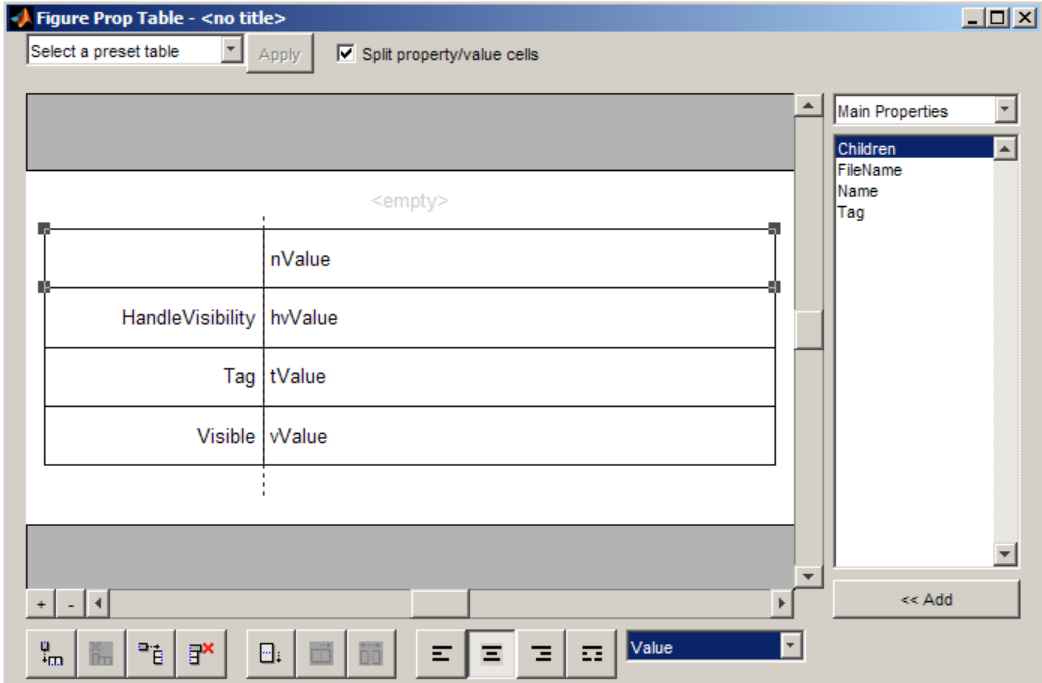 Figure Prop Table - <no title>
Select a preset table
Apply
Split property/value cells
Main Properties
Children
FileName
Name
Tag
<empty>
nValue
HandleVisibility hvValue
Tag tValue
Visible vValue
+ -
<< Add
Value